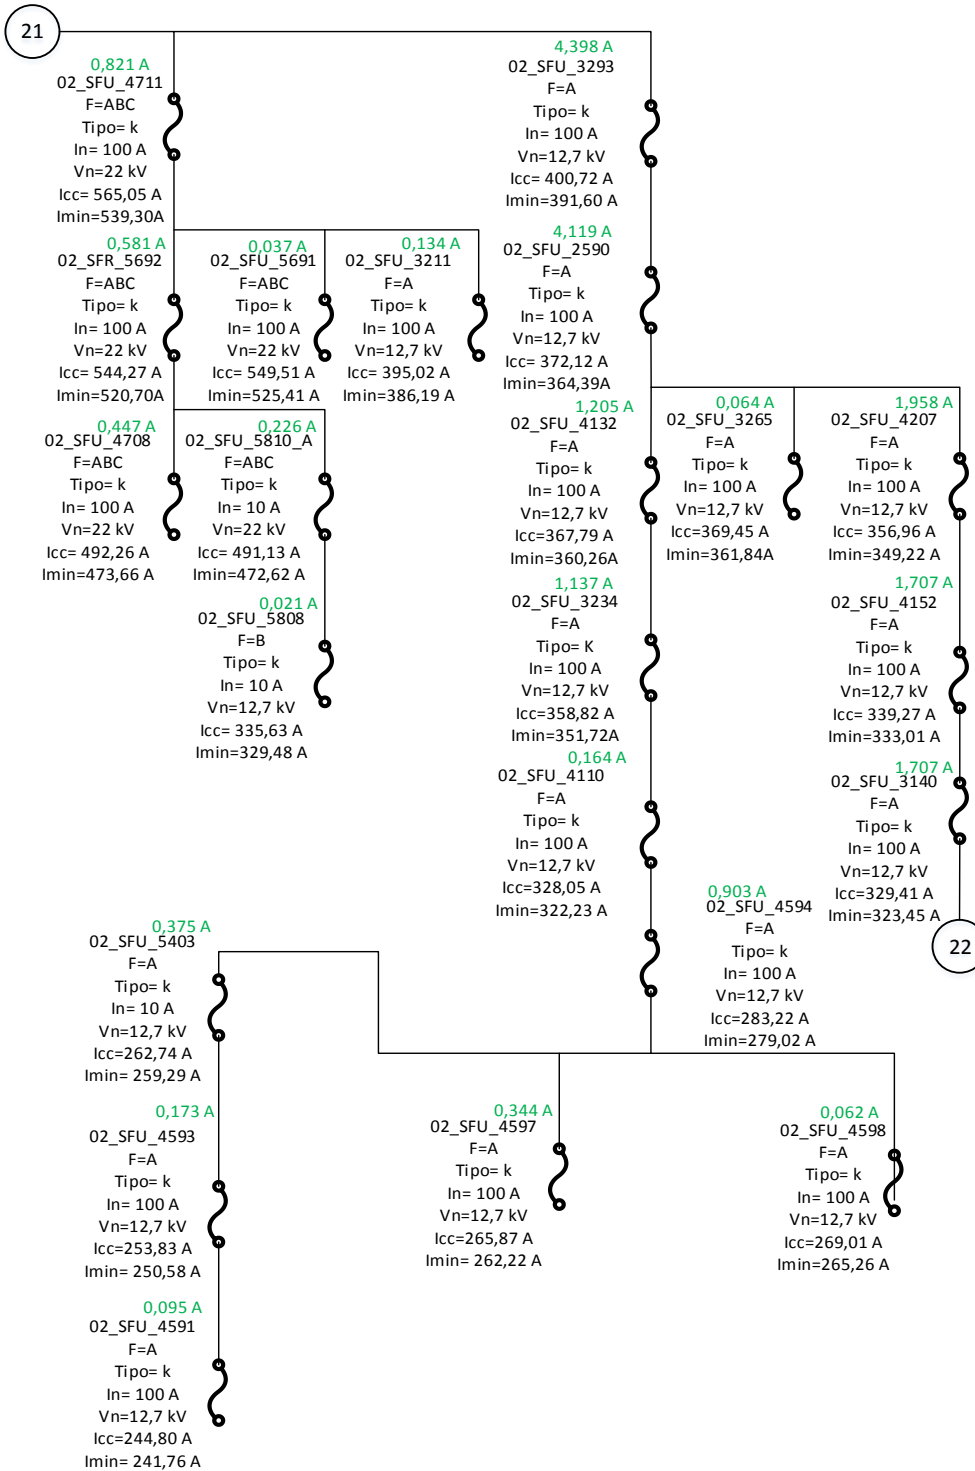 21
0,821 A
02_SFU_4711
F=ABC
Tipo= k
In= 100 A
Vn=22 kV
Icc= 565,05 A
Imin=539,30A
4,398 A
02_SFU_3293
F=A
Tipo= k
In= 100 A
Vn=12,7 kV
Icc= 400,72 A
Imin=391,60A
0,581 A
02_SFR_5692
F=ABC
Tipo= k
In= 100 A
Vn=22 kV
Icc= 544,27 A
Imin=520,70A
0,037 A
02_SFU_5691
F=ABC
Tipo= k
In= 100 A
Vn=22 kV
Icc= 549,51 A
Imin= 525,41 A
0,134 A
02_SFU_3211
F=A
Tipo= k
In= 100 A
Vn=12,7 kV
Icc= 395,02 A
Imin= 386,19 A
4,119 A
02_SFU_2590
F=A
Tipo= k
In= 100 A
Vn=12,7 kV
Icc= 372,12 A
Imin=364,39A
0,447 A
02_SFU_4708
F=ABC
Tipo= k
In= 100 A
Vn=22 kV
Icc= 492,26 A
Imin= 473,66 A
0,226 A
02_SFU_5810_A
F=ABC
Tipo= k
In= 10 A
Vn=22 kV
Icc= 491,13 A
Imin= 472,62 A
1,205 A
02_SFU_4132
F=A
Tipo= k
In= 100 A
Vn=12,7 kV
Icc=367,79 A
Imin=360,26A
0,064 A
02_SFU_3265
F=A
Tipo= k
In= 100 A
Vn=12,7 kV
Icc=369,45 A
Imin=361,84A
1,958 A
02_SFU_4207
F=A
Tipo= k
In= 100 A
Vn=12,7 kV
Icc= 356,96 A
Imin=349,22 A
0,021 A
02_SFU_5808
F=B
Tipo= k
In= 10 A
Vn=12,7 kV
Icc= 335,63 A
Imin=329,48 A
1,137 A
02_SFU_3234
F=A
Tipo= K
In= 100 A
Vn=12,7 kV
Icc=358,82 A
Imin=351,72A
1,707 A
02_SFU_4152
F=A
Tipo= k
In= 100 A
Vn=12,7 kV
Icc= 339,27 A
Imin=333,01 A
0,164 A
02_SFU_4110
F=A
Tipo= k
In= 100 A
Vn=12,7 kV
Icc=328,05 A
Imin=322,23 A
1,707 A
02_SFU_3140
F=A
Tipo= k
In= 100 A
Vn=12,7 kV
Icc=329,41 A
Imin=323,45 A
22
0,903 A
02_SFU_4594
F=A
Tipo= k
In= 100 A
Vn=12,7 kV
Icc=283,22 A
Imin=279,02 A
0,375 A
02_SFU_5403
F=A
Tipo= k
In= 10 A
Vn=12,7 kV
Icc=262,74 A
Imin= 259,29 A
0,173 A
02_SFU_4593
F=A
Tipo= k
In= 100 A
Vn=12,7 kV
Icc=253,83 A
Imin= 250,58 A
0,344 A
02_SFU_4597
F=A
Tipo= k
In= 100 A
Vn=12,7 kV
Icc=265,87 A
Imin= 262,22 A
0,062 A
02_SFU_4598
F=A
Tipo= k
In= 100 A
Vn=12,7 kV
Icc=269,01 A
Imin=265,26 A
0,095 A
02_SFU_4591
F=A
Tipo= k
In= 100 A
Vn=12,7 kV
Icc=244,80 A
Imin= 241,76 A